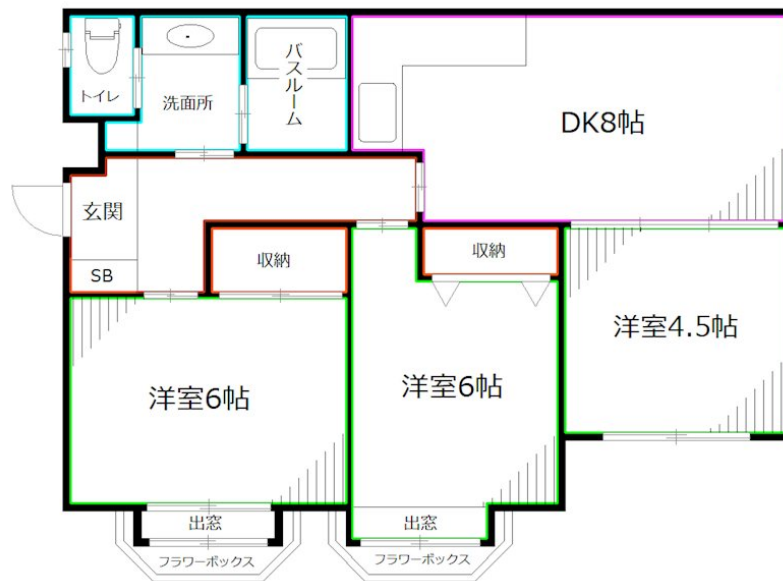 トイレ
洗面所
バスルーム
DK8帖
玄関
SB
収納
収納
洋室4.5帖
洋室6帖
洋室6帖
出窓
出窓
フラワーボックス
フラワーボックス